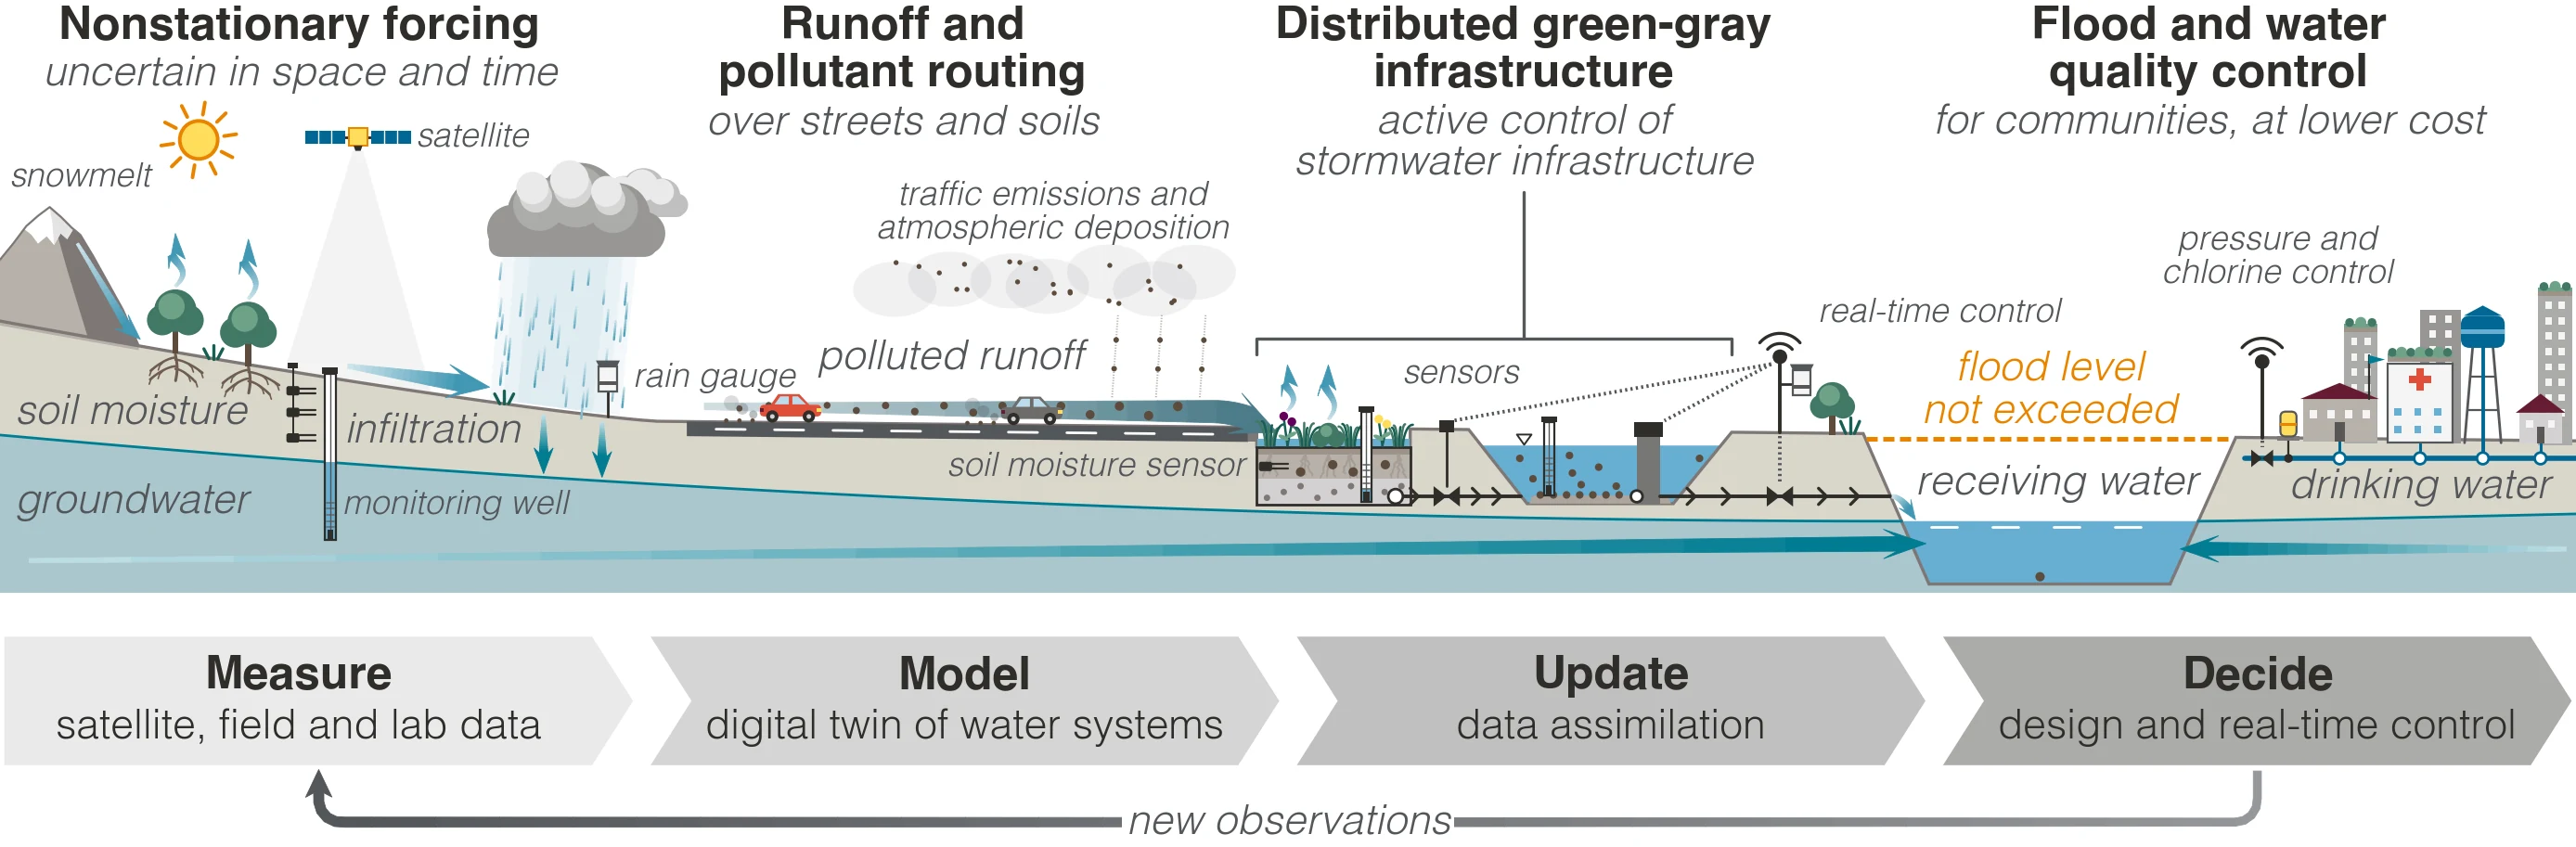 Nonstationary forcing
uncertain in space and time
Runoff and
pollutant routing
over streets and soils
Distributed green-gray
infrastructure
active control of
stormwater infrastructure
Flood and water
quality control
for communities, at lower cost
snowmelt
satellite
traffic emissions and
atmospheric deposition
pressure and
chlorine control
real-time control
polluted runoff
rain gauge
sensors
flood level
not exceeded
soil moisture
infiltration
soil moisture sensor
receiving water
drinking water
groundwater
monitoring well
Measure
satellite, field and lab data
Model
digital twin of water systems
Update
data assimilation
Decide
design and real-time control
new observations